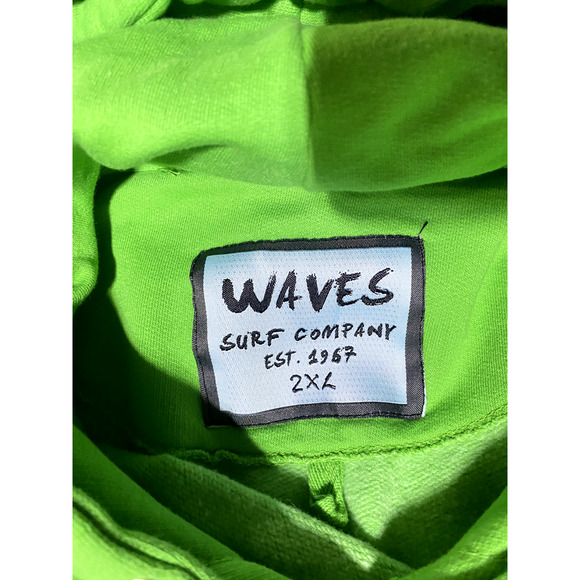 WAVES
SURF COMPANY
EST. 1967
2XL